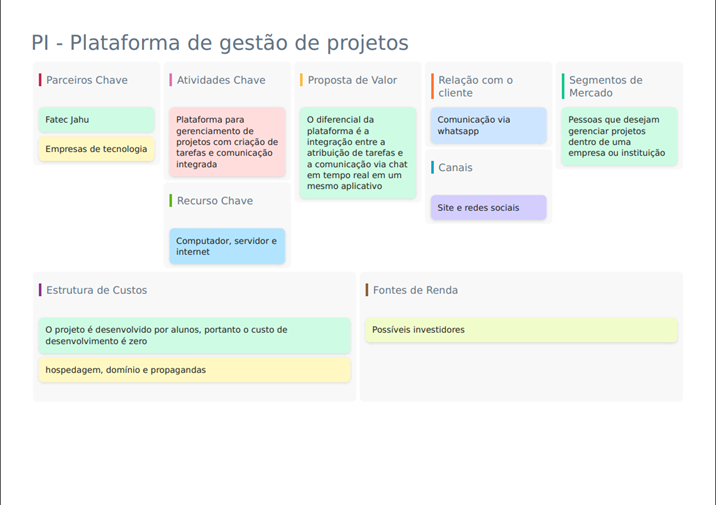 PI - Plataforma de gestão de projetos
Parceiros Chave
Fatec Jahu
Empresas de tecnologia
Atividades Chave
Plataforma para
gerenciamento de
projetos com criação de
tarefas e comunicação
integrada
Recurso Chave
Computador, servidor e
internet
Proposta de Valor
O diferencial da
plataforma é a
integração entre a
atribuição de tarefas e
a comunicação via chat
em tempo real em um
mesmo aplicativo
Relação com o
cliente
Comunicação via
whatsapp
Canais
Site e redes sociais
Segmentos de
Mercado
Pessoas que desejam
gerenciar projetos
dentro de uma
empresa ou instituição
Estrutura de Custos
O projeto é desenvolvido por alunos, portanto o custo de
desenvolvimento é zero
hospedagem, domínio e propagandas
Fontes de Renda
Possíveis investidores